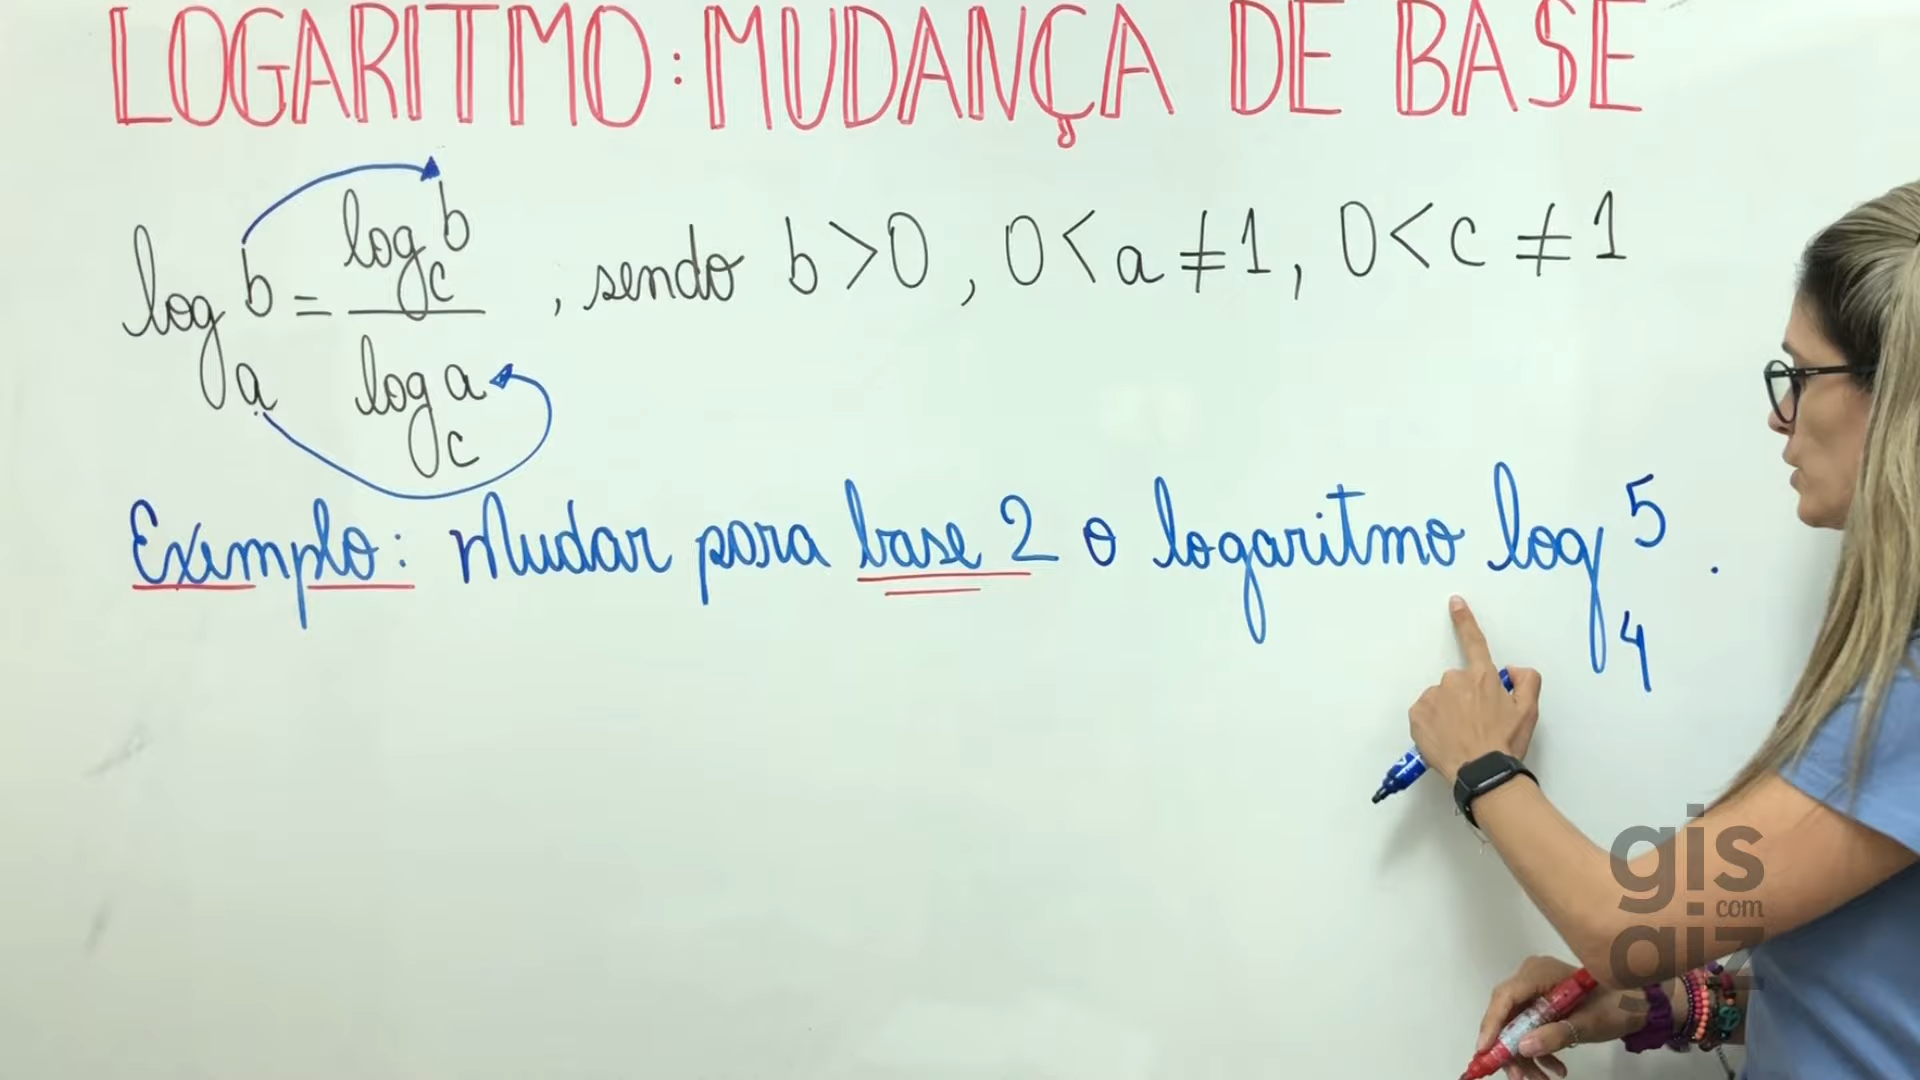 LOGARITMO: MUDANÇA DE BASE
log_a b = log_c b / log_c a , sendo b > 0 , 0 < a ≠ 1 , 0 < c ≠ 1
Exemplo: Mudar para base 2 o logaritmo log_4 5 .
gis
com
giz